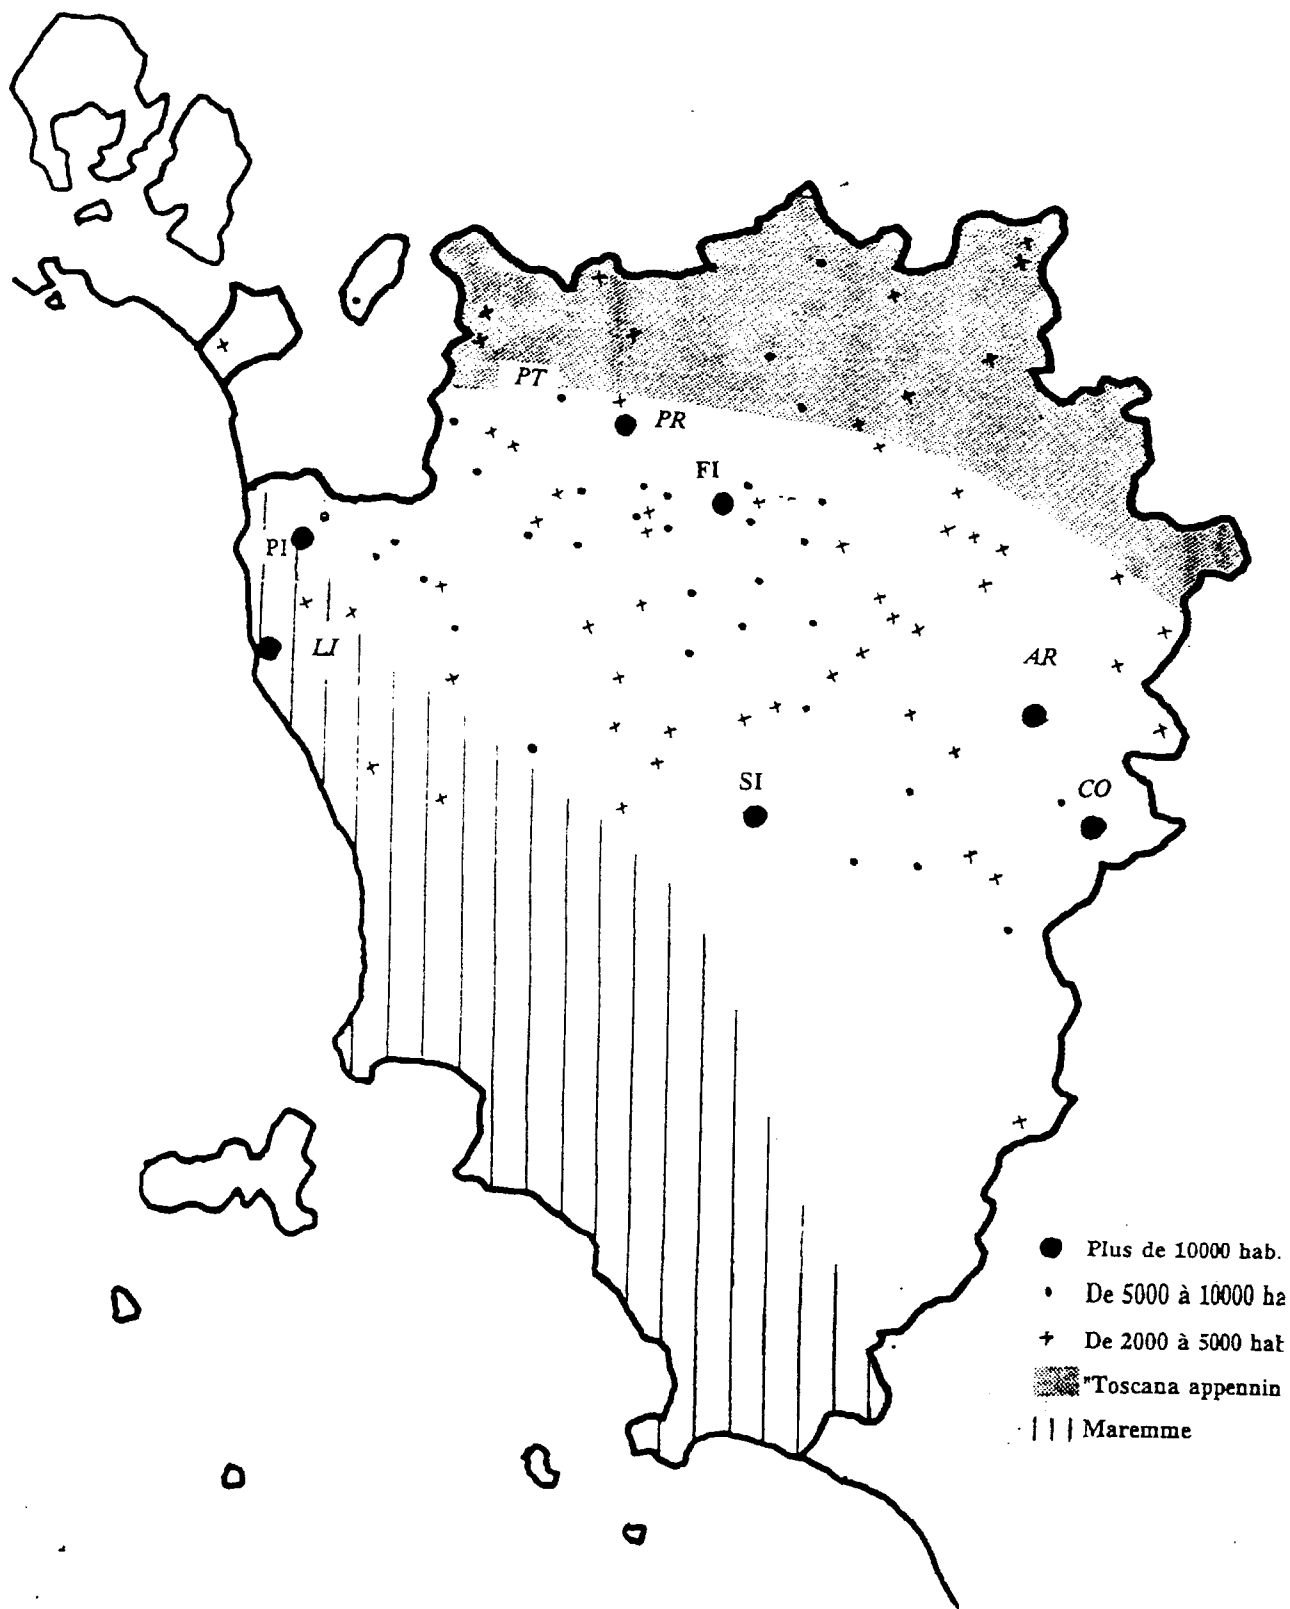 PT
PR
FI
PI
LI
AR
SI
CO
Plus de 10000 hab.
De 5000 à 10000 ha
De 2000 à 5000 hat
"Toscana appennin
Maremme